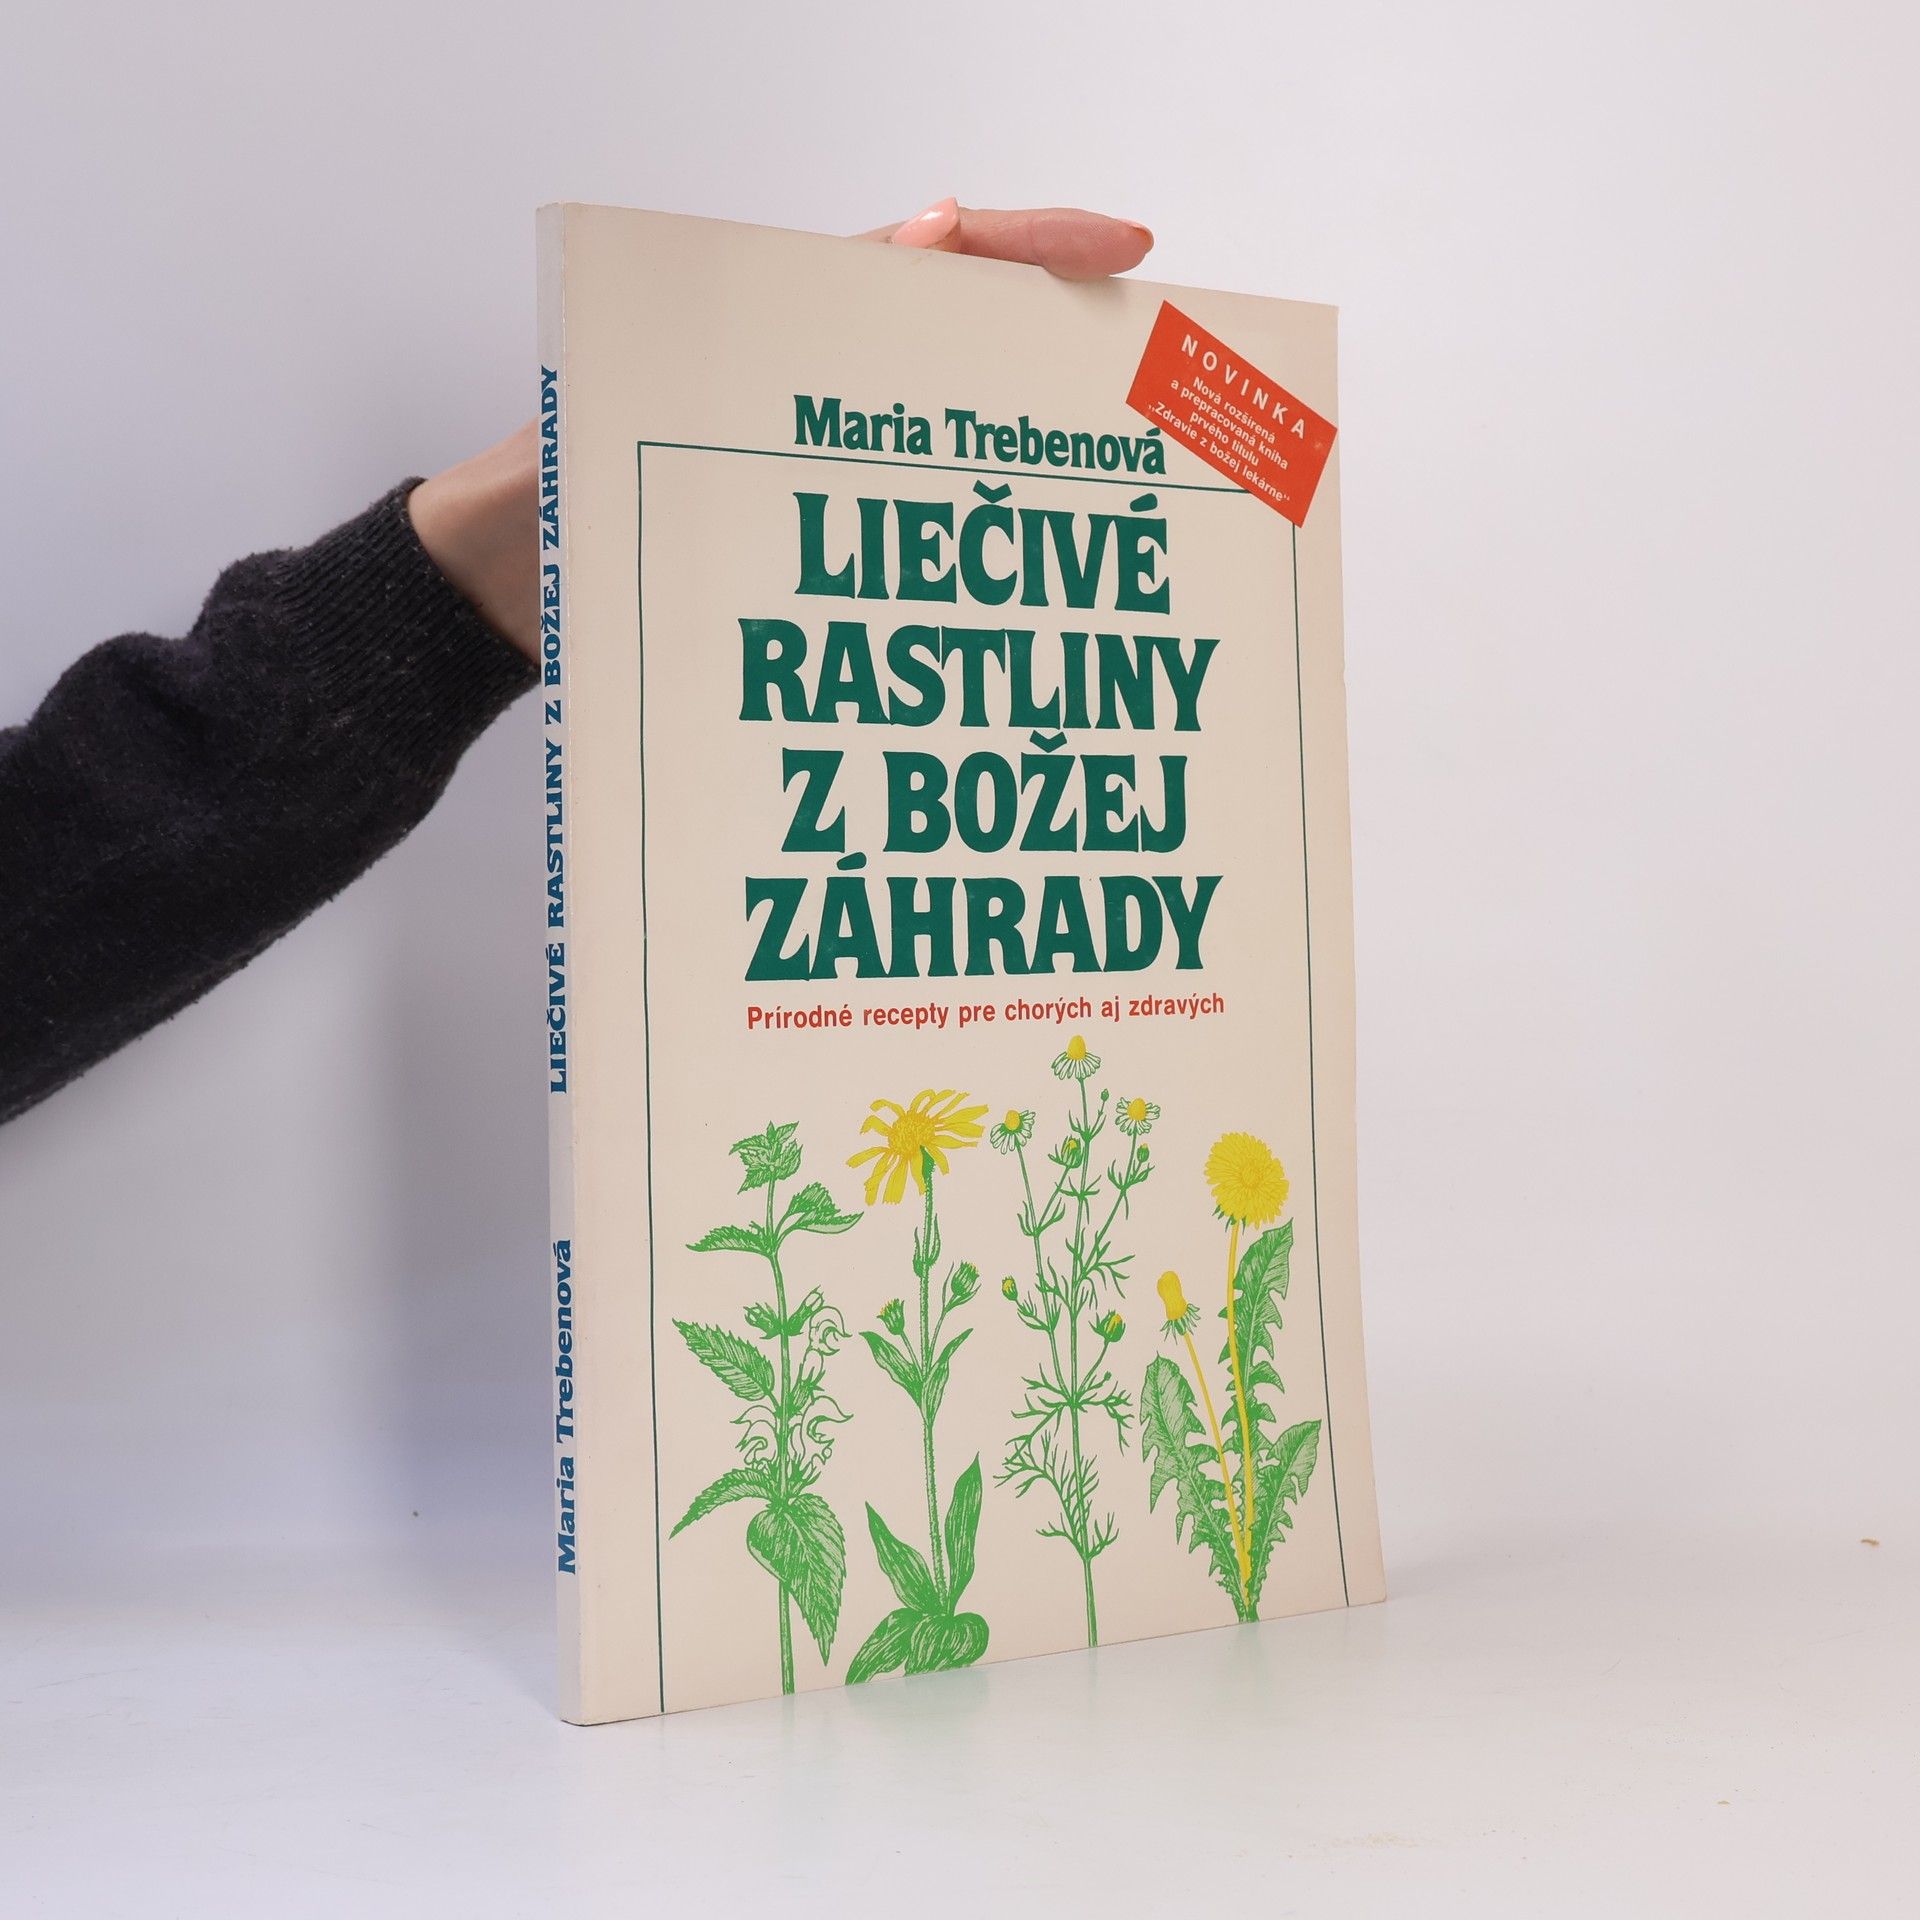 Maria Trebenová
NOVINKA
Nová rozšírená
a prepracovaná kniha
prvého titulu
„Zdravie z božej lekárne“
LIEČIVÉ
RASTLINY
Z BOŽEJ
ZÁHRADY
Prírodné recepty pre chorých aj zdravých
Maria Trebenová LIEČIVÉ RASTLINY Z BOŽEJ ZÁHRADY